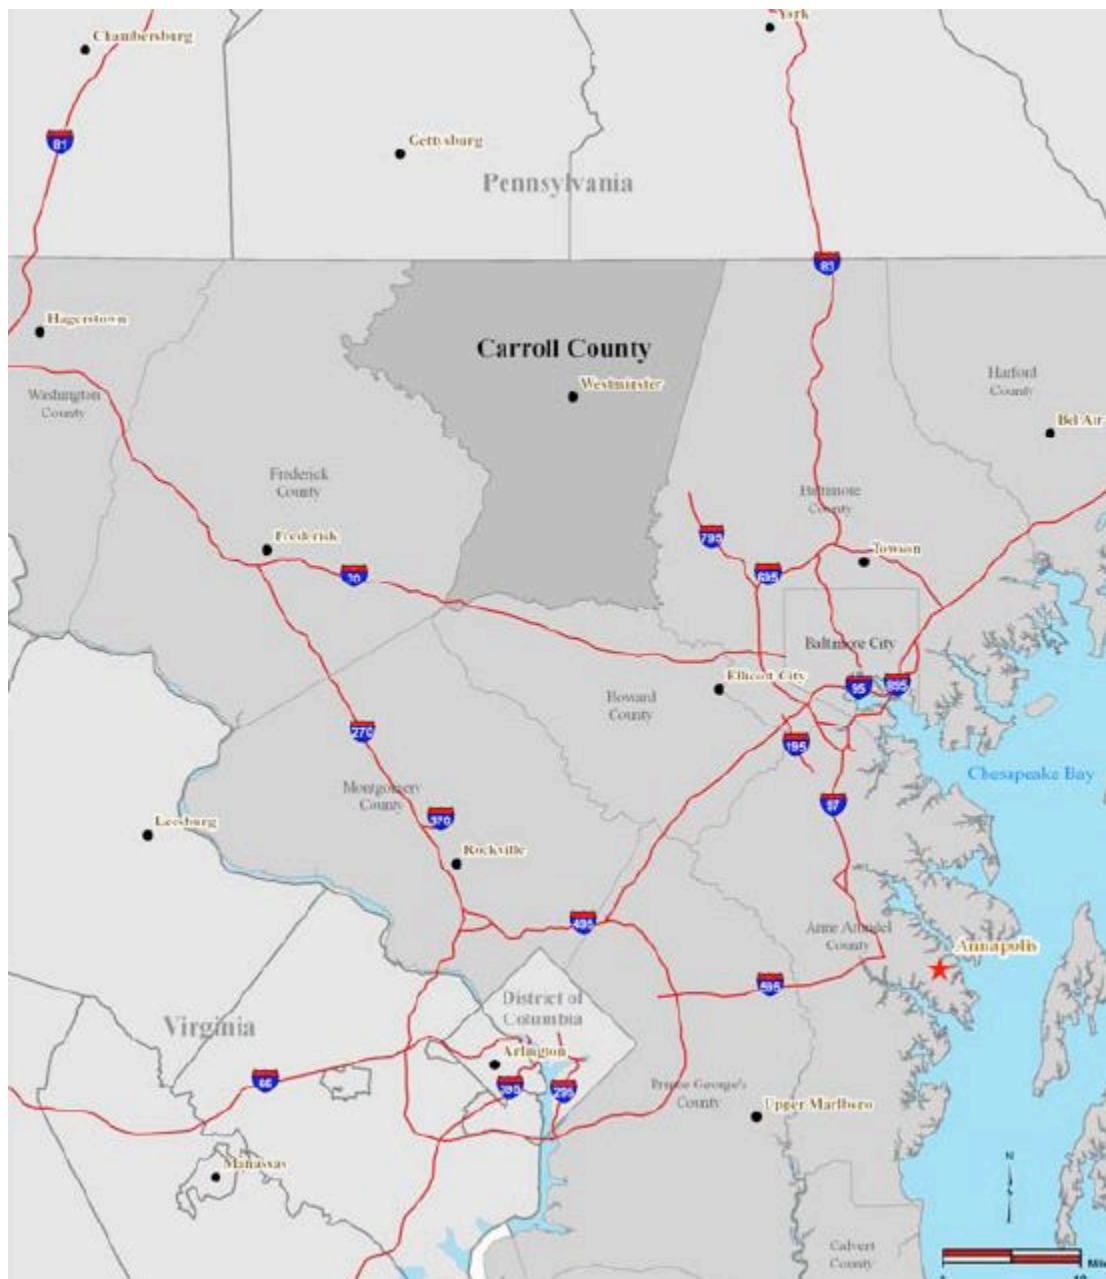 York
Chambersburg
81
Gettysburg
Pennsylvania
83
Hagerstown
Carroll County
Westminster
Harford
County
Washington
County
Bel Air
Frederick
County
Baltimore
County
795
Frederick
Towson
70
695
Baltimore City
Ellicott City
95
895
Howard
County
270
195
Chesapeake Bay
Montgomery
County
97
370
Leesburg
Rockville
495
Anne Arundel
County
Annapolis
595
District of
Columbia
Virginia
Arlington
66
395
295
Prince George's
County
Upper Marlboro
N
S
Manassas
Calvert
County